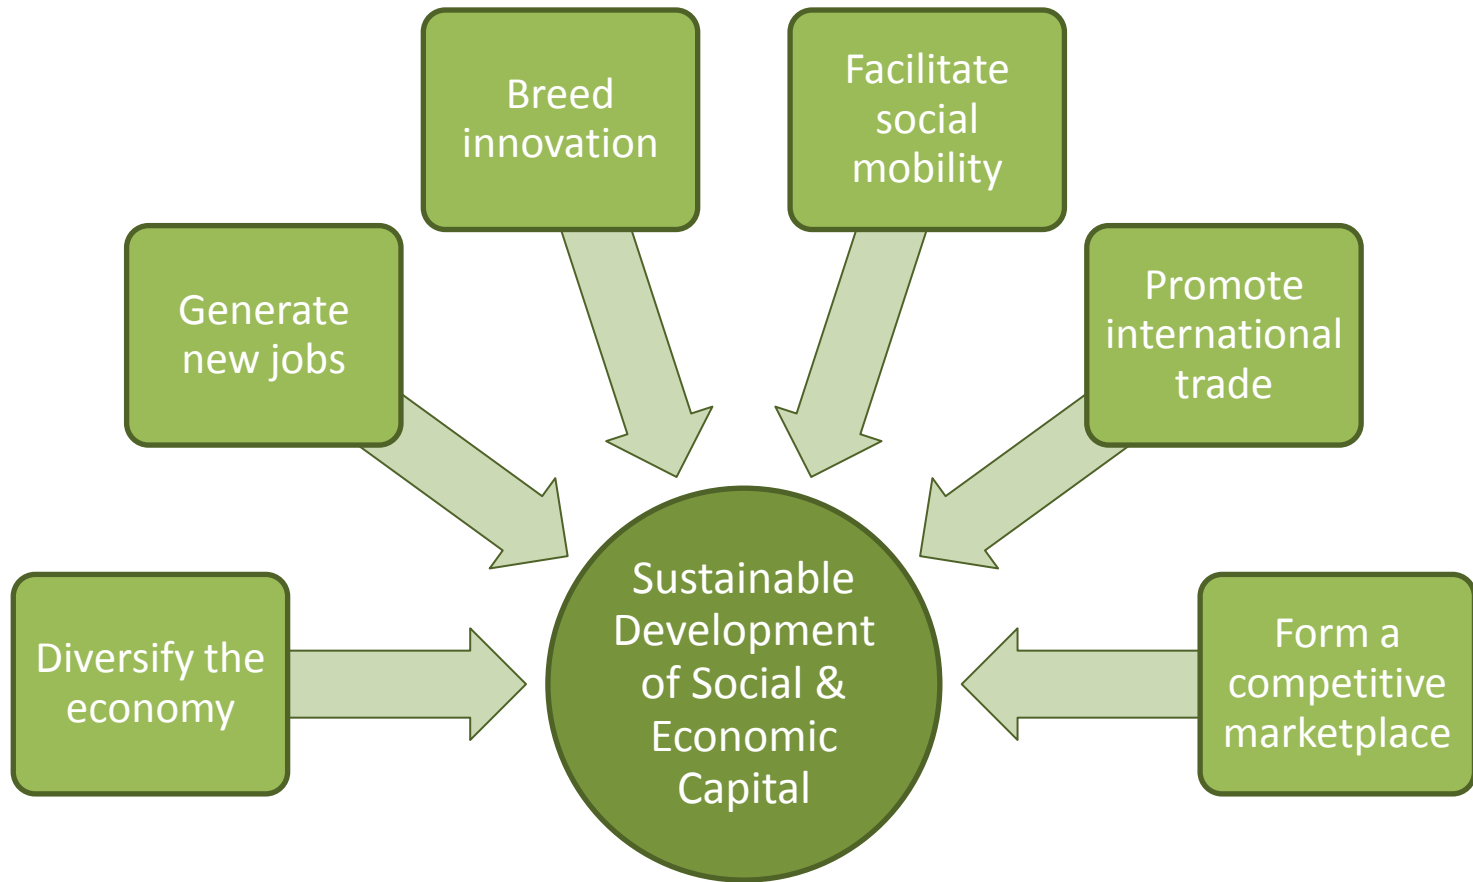 Breed
innovation
Facilitate
social
mobility
Generate
new jobs
Promote
international
trade
Diversify the
economy
Sustainable
Development
of Social &
Economic
Capital
Form a
competitive
marketplace